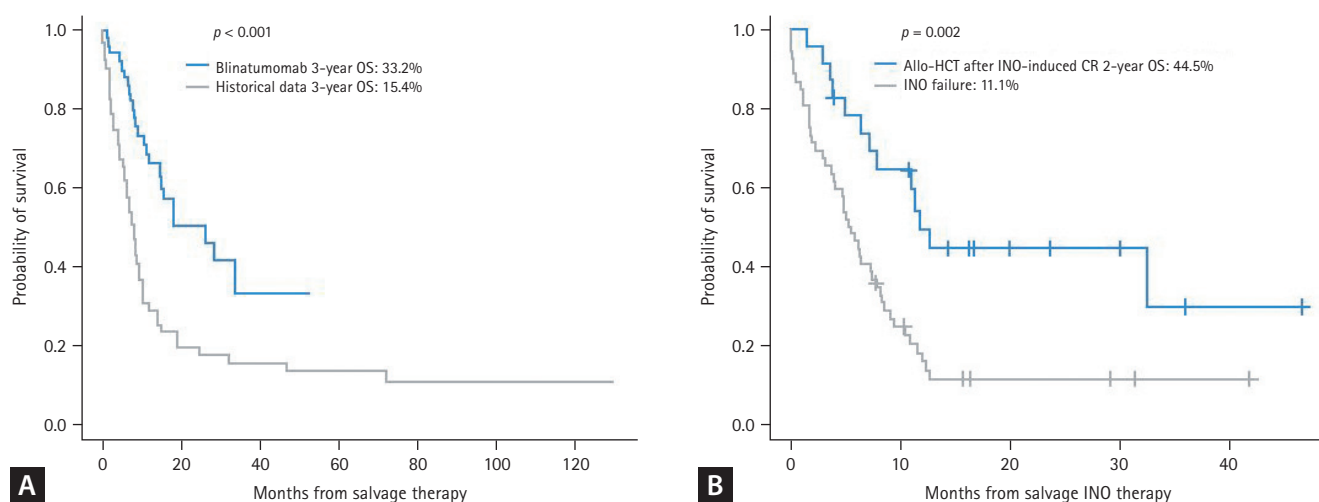 1.0
0.8
0.6
0.4
0.2
0.0
Probability of survival
p < 0.001
Blinatumomab 3-year OS: 33.2%
Historical data 3-year OS: 15.4%
0 20 40 60 80 100 120
Months from salvage therapy
A
1.0
0.8
0.6
0.4
0.2
0.0
Probability of survival
p = 0.002
Allo-HCT after INO-induced CR 2-year OS: 44.5%
INO failure: 11.1%
0 10 20 30 40
Months from salvage INO therapy
B